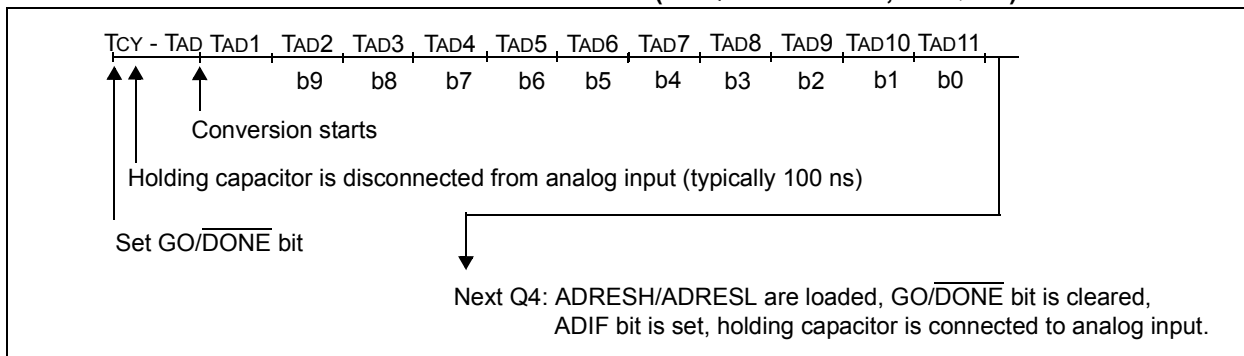 TCY - TAD TAD1 TAD2 TAD3 TAD4 TAD5 TAD6 TAD7 TAD8 TAD9 TAD10 TAD11
b9 b8 b7 b6 b5 b4 b3 b2 b1 b0
Conversion starts
Holding capacitor is disconnected from analog input (typically 100 ns)
Set GO/DONE bit
Next Q4: ADRESH/ADRESL are loaded, GO/DONE bit is cleared,
ADIF bit is set, holding capacitor is connected to analog input.